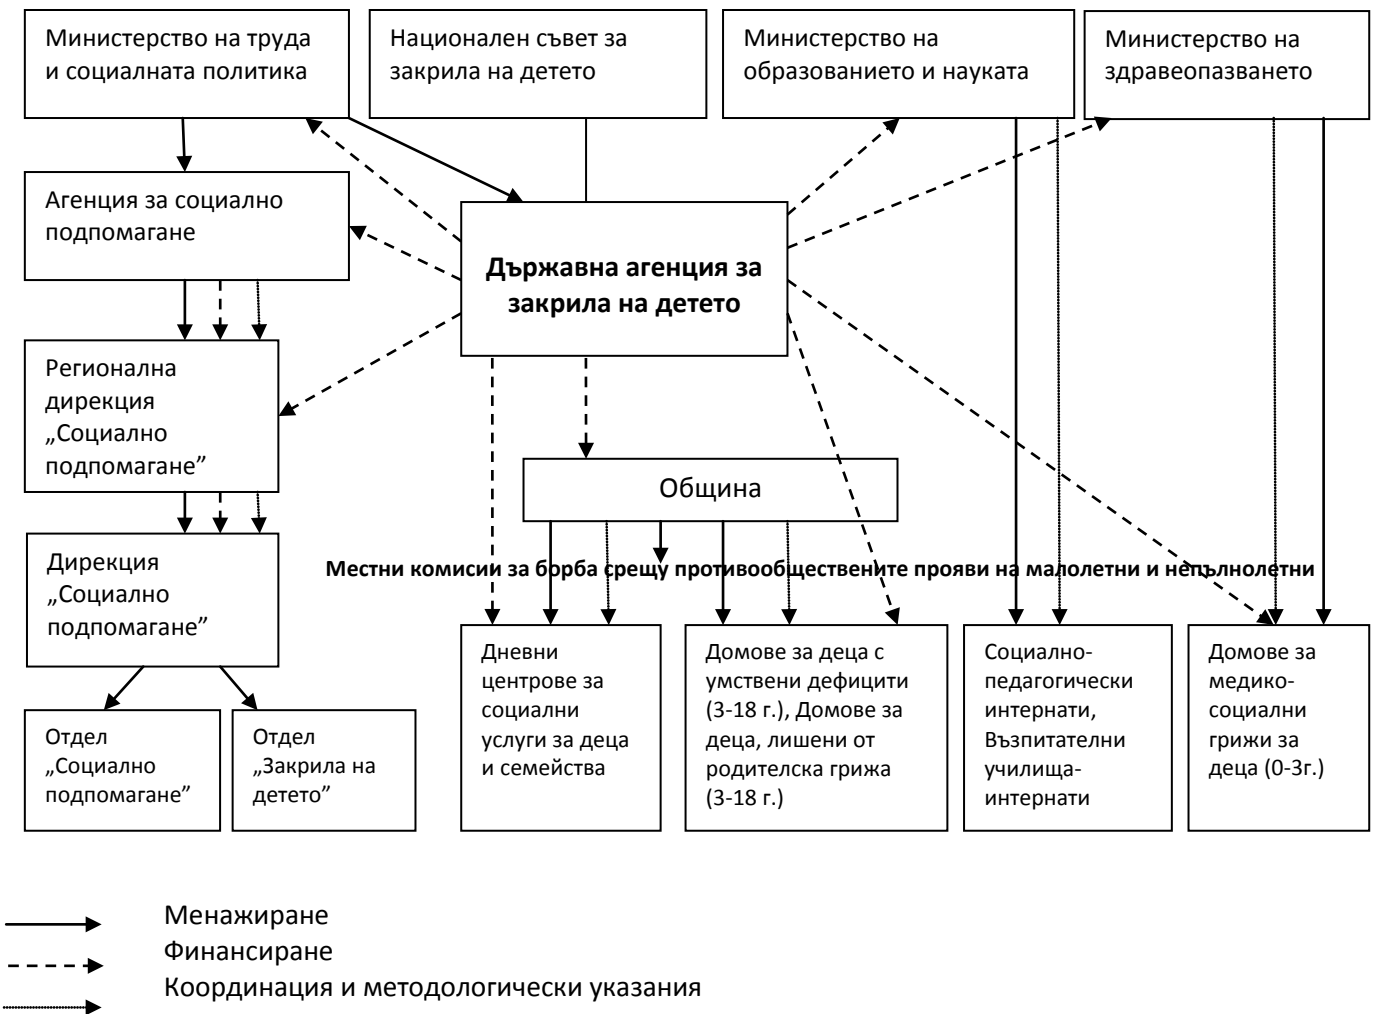 Министерство на труда
и социалната политика
Национален съвет за
закрила на детето
Министерство на
образованието и науката
Министерство на
здравеопазването
Агенция за социално
подпомагане
Държавна агенция за
закрила на детето
Регионална
дирекция
„Социално
подпомагане”
Община
Местни комисии за борба срещу противообществените прояви на малолетни и непълнолетни
Дирекция
„Социално
подпомагане”
Отдел
„Социално
подпомагане”
Отдел
„Закрила на
детето”
Дневни
центрове за
социални
услуги за деца
и семейства
Домове за деца с
умствени дефицити
(3-18 г.), Домове за
деца, лишени от
родителска грижа
(3-18 г.)
Социално-
педагогически
интернати,
Възпитателни
училища-
интернати
Домове за
медико-
социални
грижи за
деца (0-3г.)
Менажиране
Финансиране
Координация и методологически указания